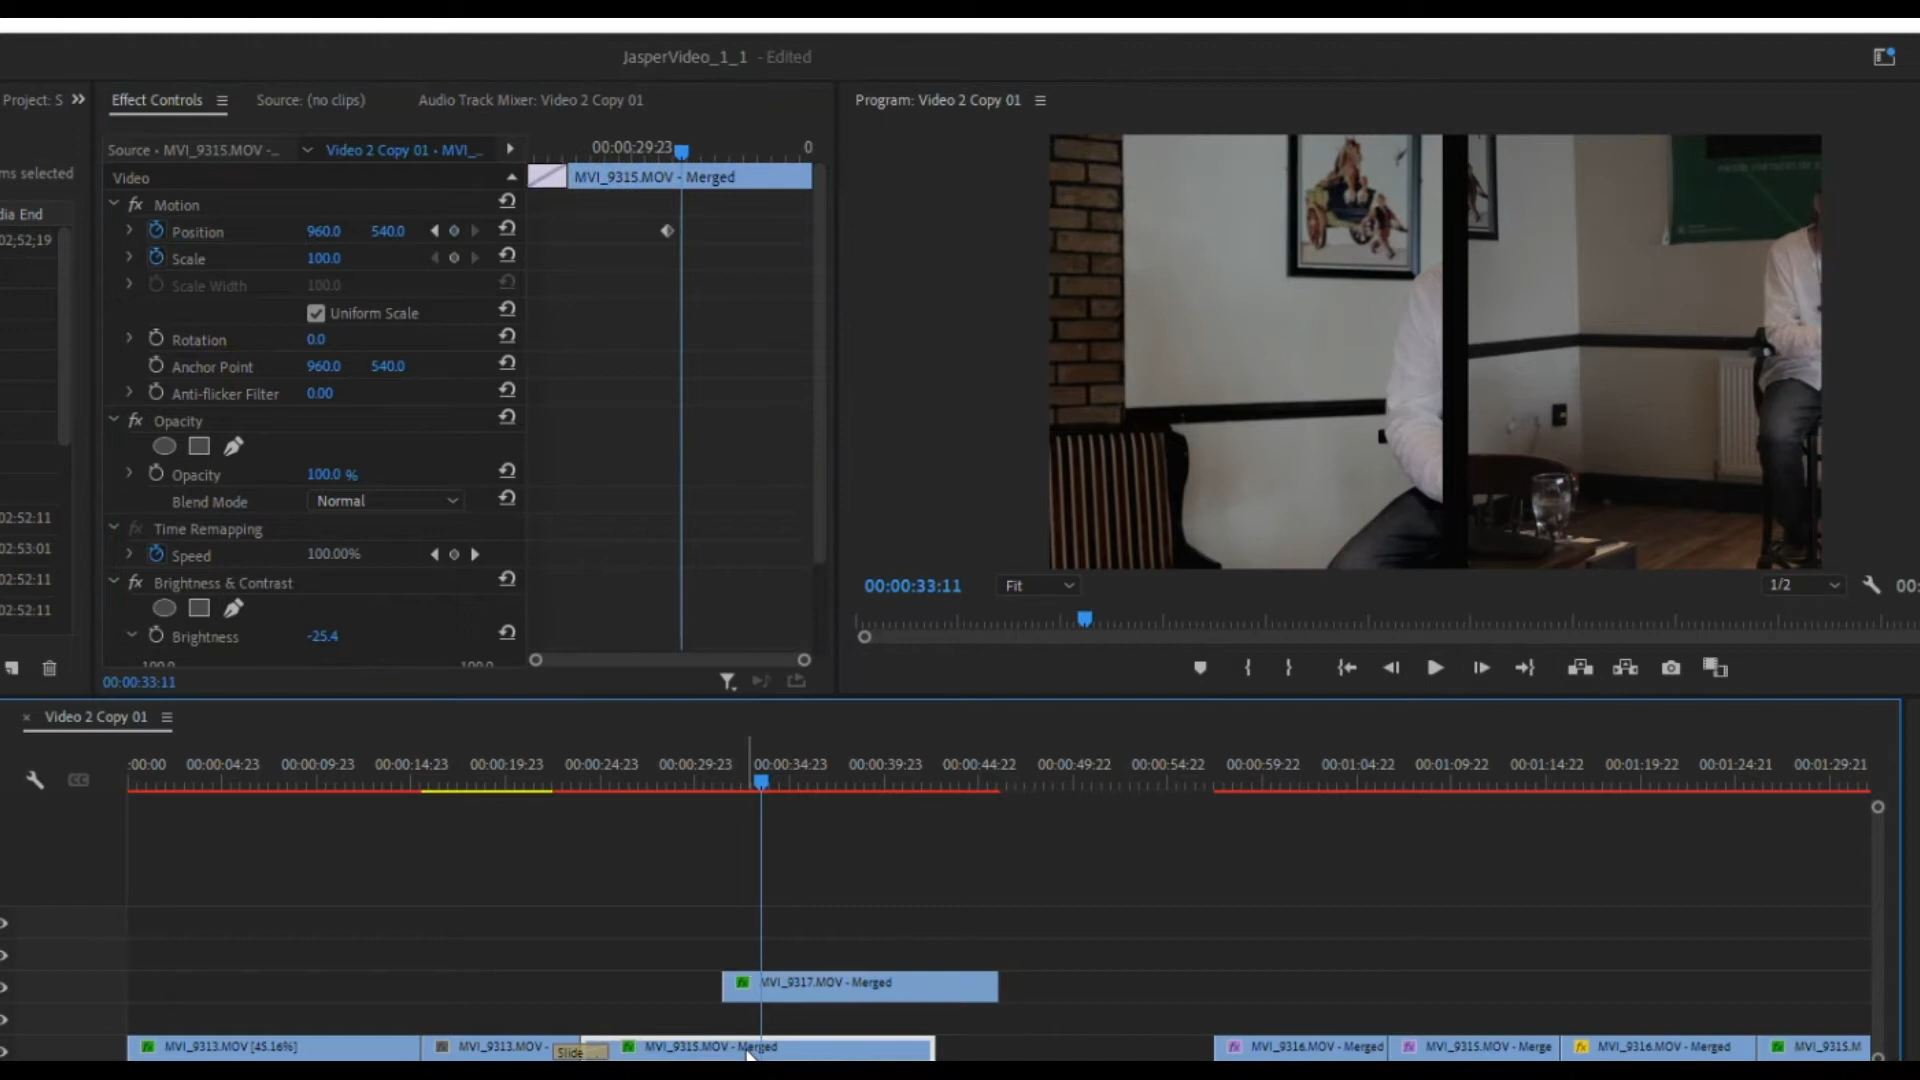 JasperVideo_1_1 - Edited
Project: S
Effect Controls
Source: (no clips)
Audio Track Mixer: Video 2 Copy 01
Program: Video 2 Copy 01
Source • MVI_9315.MOV -...
Video 2 Copy 01 • MVI_...
00:00:29:23
0
ms selected
Video
MVI_9315.MOV - Merged
Motion
dia End
Position 960.0 540.0
02;52;19
Scale 100.0
Scale Width 100.0
Uniform Scale
Rotation 0.0
Anchor Point 960.0 540.0
Anti-flicker Filter 0.00
Opacity
Opacity 100.0 %
Blend Mode Normal
02:52:11
Time Remapping
02:53:01
Speed 100.00%
02:52:11
Brightness & Contrast
02:52:11
Brightness -25.4
100.0 100.0
00:00:33:11
00:00:33:11
Fit
1/2
00:
Video 2 Copy 01
:00:00 00:00:04:23 00:00:09:23 00:00:14:23 00:00:19:23 00:00:24:23 00:00:29:23 00:00:34:23 00:00:39:23 00:00:44:22 00:00:49:22 00:00:54:22 00:00:59:22 00:01:04:22 00:01:09:22 00:01:14:22 00:01:19:22 00:01:24:21 00:01:29:21
MVI_9317.MOV - Merged
MVI_9313.MOV [45.16%]
MVI_9313.MOV -
Slide
MVI_9315.MOV - Merged
MVI_9316.MOV - Merged
MVI_9315.MOV - Merge
MVI_9316.MOV - Merged
MVI_9315.M